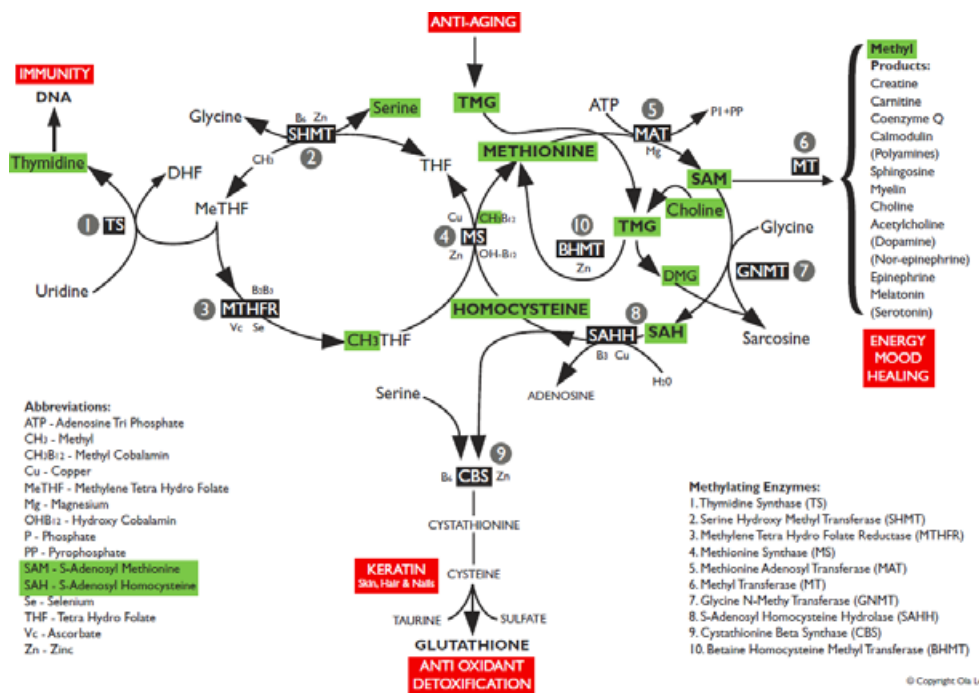 ANTI-AGING
IMMUNITY
DNA
Thymidine
DHF
① TS
Uridine
Glycine
B₆ Zn
SHMT
②
Serine
CH₃
MeTHF
THF
③ MTHFR
B₂B₃
Vc Se
CH₃THF
Cu CH₃B₁₂
④ MS
Zn OH-B₁₂
TMG
METHIONINE
ATP
⑤
MAT
Mg
P1+PP
SAM
Choline
TMG
⑩
BHMT
Zn
DMG
Glycine
GNMT ⑦
Sarcosine
HOMOCYSTEINE
⑧
SAHH
SAH
B₃ Cu
ADENOSINE
H₂0
⑥
MT
Methyl
Products:
Creatine
Carnitine
Coenzyme Q
Calmodulin
(Polyamines)
Sphingosine
Myelin
Choline
Acetylcholine
(Dopamine)
(Nor-epinephrine)
Epinephrine
Melatonin
(Serotonin)
ENERGY
MOOD
HEALING
Serine
⑨
B₆ CBS Zn
CYSTATHIONINE
KERATIN
Skin, Hair & Nails
CYSTEINE
TAURINE
SULFATE
GLUTATHIONE
ANTI OXIDANT
DETOXIFICATION
Abbreviations:
ATP - Adenosine Tri Phosphate
CH₃ - Methyl
CH₃B₁₂ - Methyl Cobalamin
Cu - Copper
MeTHF - Methylene Tetra Hydro Folate
Mg - Magnesium
OHB₁₂ - Hydroxy Cobalamin
P - Phosphate
PP - Pyrophosphate
SAM - S-Adenosyl Methionine
SAH - S-Adenosyl Homocysteine
Se - Selenium
THF - Tetra Hydro Folate
Vc - Ascorbate
Zn - Zinc
Methylating Enzymes:
1. Thymidine Synthase (TS)
2. Serine Hydroxy Methyl Transferase (SHMT)
3. Methylene Tetra Hydro Folate Reductase (MTHFR)
4. Methionine Synthase (MS)
5. Methionine Adenosyl Transferase (MAT)
6. Methyl Transferase (MT)
7. Glycine N-Methy Transferase (GNMT)
8. S-Adenosyl Homocysteine Hydrolase (SAHH)
9. Cystathionine Beta Synthase (CBS)
10. Betaine Homocysteine Methyl Transferase (BHMT)
© Copyright Ola